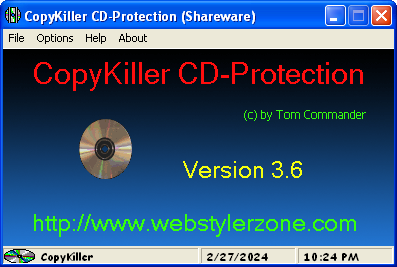 CopyKiller CD-Protection (Shareware)
File Options Help About
CopyKiller CD-Protection
(c) by Tom Commander
Version 3.6
http://www.webstylerzone.com
CopyKiller 2/27/2024 10:24 PM